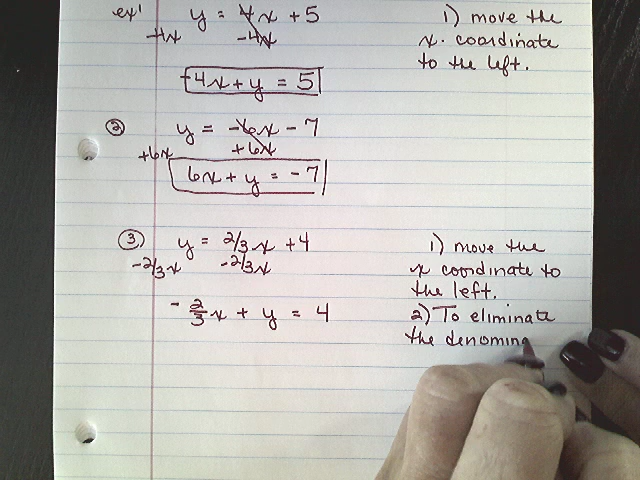 ex' y = 4x + 5
-4x -4x
-4x + y = 5
1) move the
x. coordinate
to the left.
② y = -6x - 7
+6x +6x
6x + y = -7
③ y = 2/3x + 4
-2/3x -2/3x
- 2/3 x + y = 4
1) move the
x coordinate to
the left.
2) To eliminate
the denomin